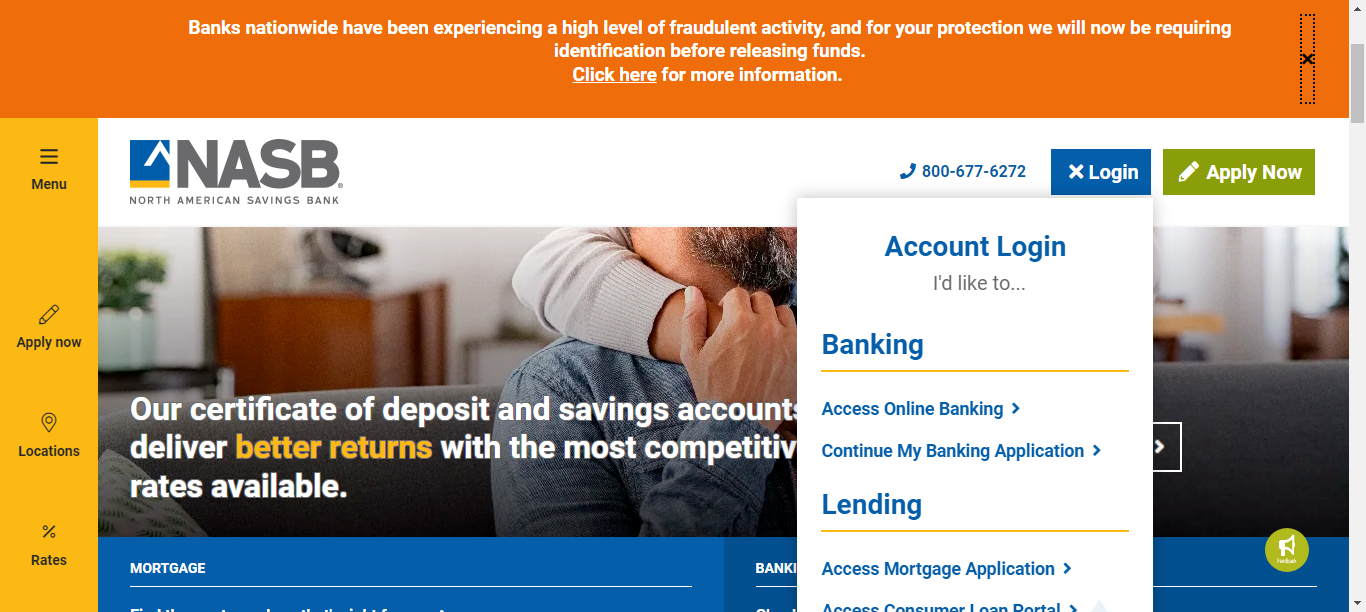 Banks nationwide have been experiencing a high level of fraudulent activity, and for your protection we will now be requiring
identification before releasing funds.
Click here for more information.
Menu
NASB
NORTH AMERICAN SAVINGS BANK
800-677-6272
Login
Apply Now
Account Login
I'd like to...
Banking
Access Online Banking
Continue My Banking Application
Lending
Access Mortgage Application
Access Consumer Loan Portal
Apply now
Locations
Rates
Our certificate of deposit and savings accounts
deliver better returns with the most competitiv
rates available.
Feedback
MORTGAGE
BANKI